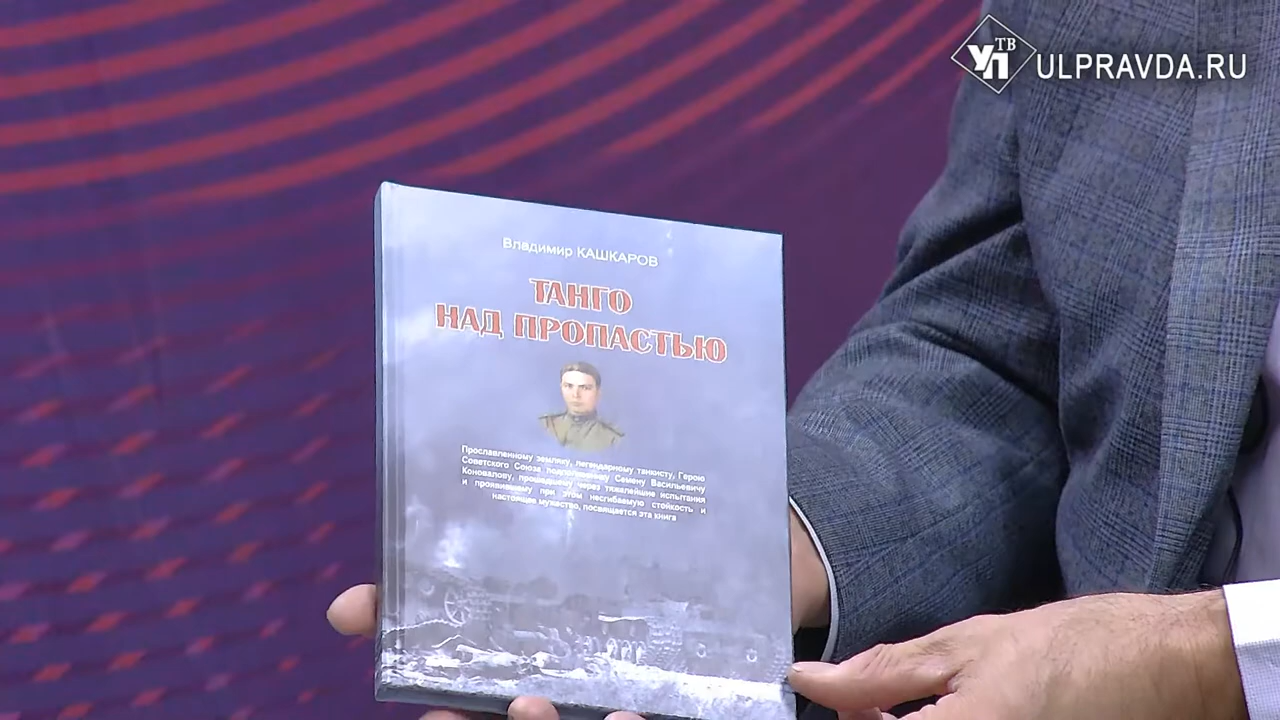 УП ТВ ULPRAVDA.RU
Владимир КАШКАРОВ
ТАНГО
НАД ПРОПАСТЬЮ
Прославленному земляку, легендарному танкисту, Герою
Советского Союза подполковнику Семену Васильевичу
Коновалову, прошедшему через тяжелейшие испытания
и проявившему при этом несгибаемую стойкость и
настоящее мужество, посвящается эта книга